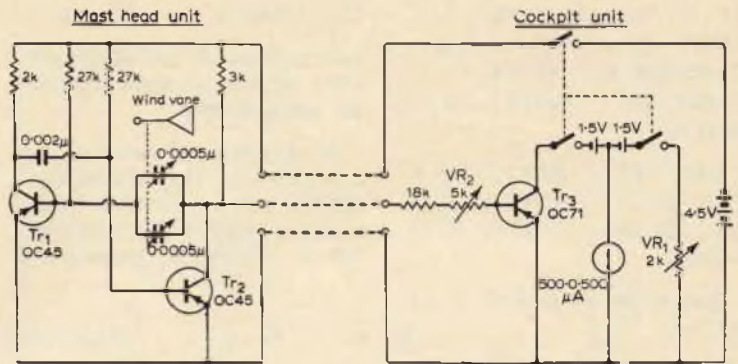 Mast head unit
Cockpit unit
2k
27k
27k
3k
Wind vane
0·002μ
0·0005μ
0·0005μ
Tr1
OC45
Tr2
OC45
18k
VR2
5k
Tr3
OC71
1·5V
1·5V
4·5V
VR1
2k
500-0-500
μA